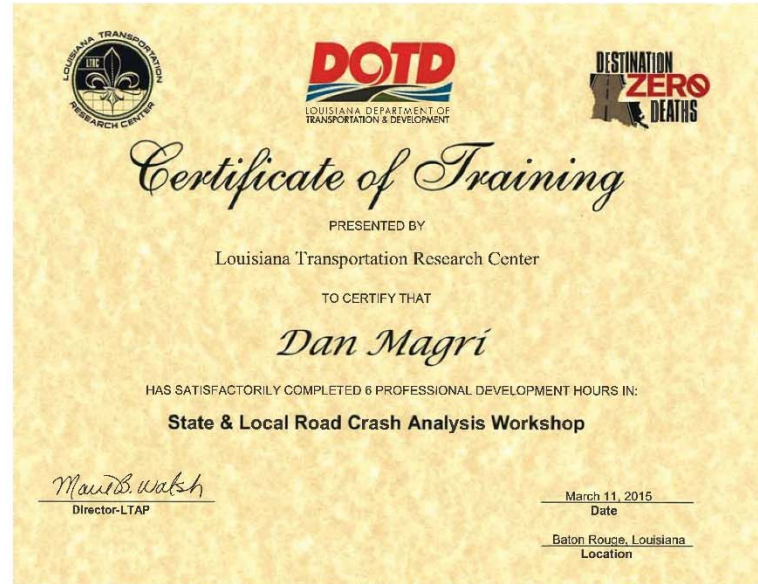 LOUISIANA TRANSPORTATION
LTRC
RESEARCH CENTER
DOTD
LOUISIANA DEPARTMENT OF
TRANSPORTATION & DEVELOPMENT
DESTINATION
ZERO
DEATHS
Certificate of Training
PRESENTED BY
Louisiana Transportation Research Center
TO CERTIFY THAT
Dan Magri
HAS SATISFACTORILY COMPLETED 6 PROFESSIONAL DEVELOPMENT HOURS IN:
State & Local Road Crash Analysis Workshop
Marie B. Walsh
Director-LTAP
March 11, 2015
Date
Baton Rouge, Louisiana
Location